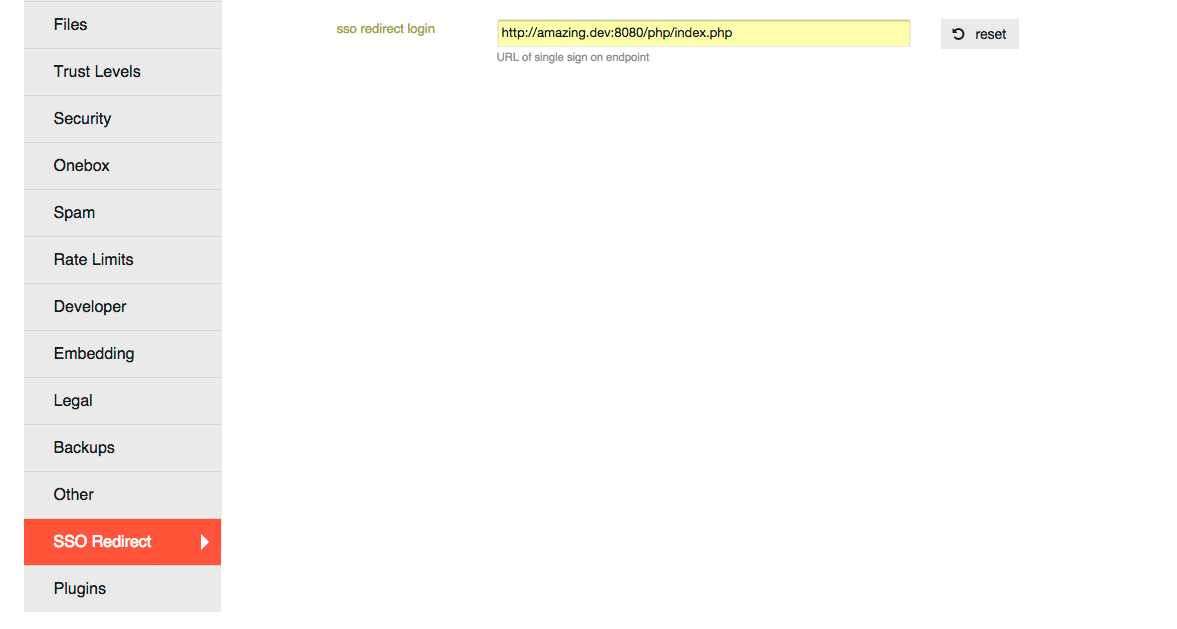 Files
Trust Levels
Security
Onebox
Spam
Rate Limits
Developer
Embedding
Legal
Backups
Other
SSO Redirect
Plugins
sso redirect login
http://amazing.dev:8080/php/index.php
URL of single sign on endpoint
reset